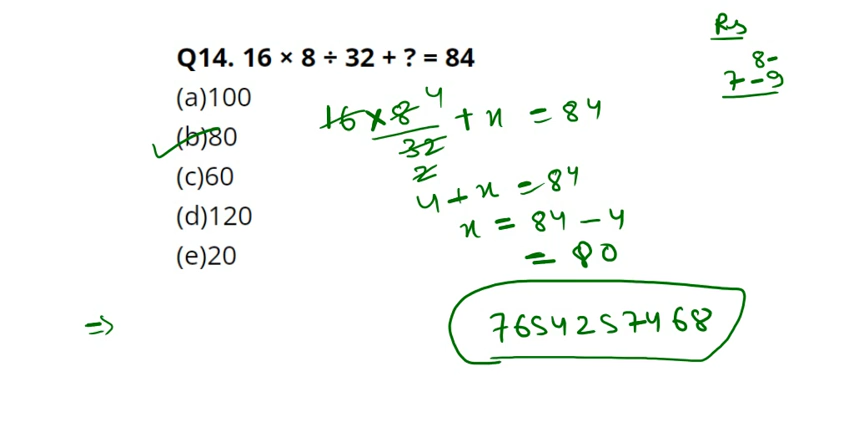 Q14. 16 × 8 ÷ 32 + ? = 84
(a)100
(b)80
(c)60
(d)120
(e)20
16 × 8 4
32
2
+ x = 84
4 + x = 84
x = 84 - 4
= 80
Rs
8-
7-9
⇒
7654257468